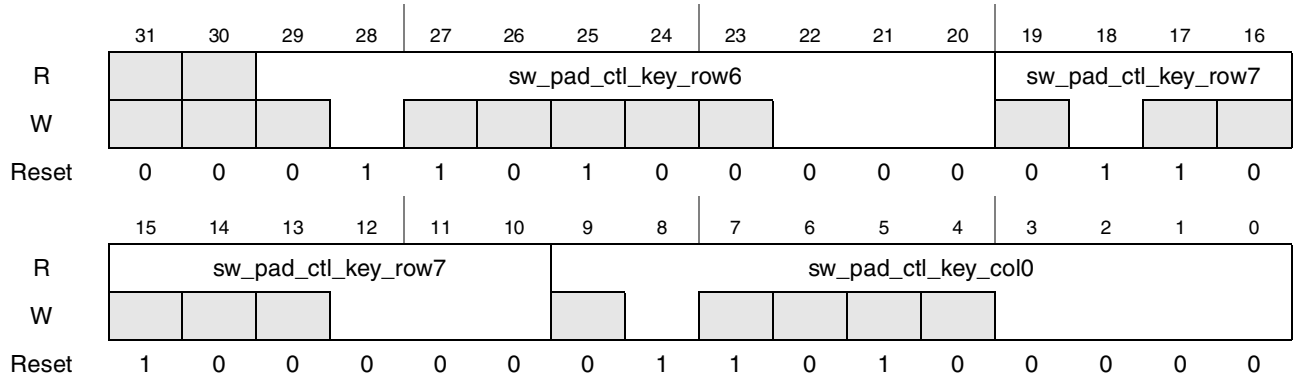 31 30 29 28 27 26 25 24 23 22 21 20 19 18 17 16
R sw_pad_ctl_key_row6 sw_pad_ctl_key_row7
W
Reset 0 0 0 1 1 0 1 0 0 0 0 0 0 1 1 0
15 14 13 12 11 10 9 8 7 6 5 4 3 2 1 0
R sw_pad_ctl_key_row7 sw_pad_ctl_key_col0
W
Reset 1 0 0 0 0 0 0 1 1 0 1 0 0 0 0 0